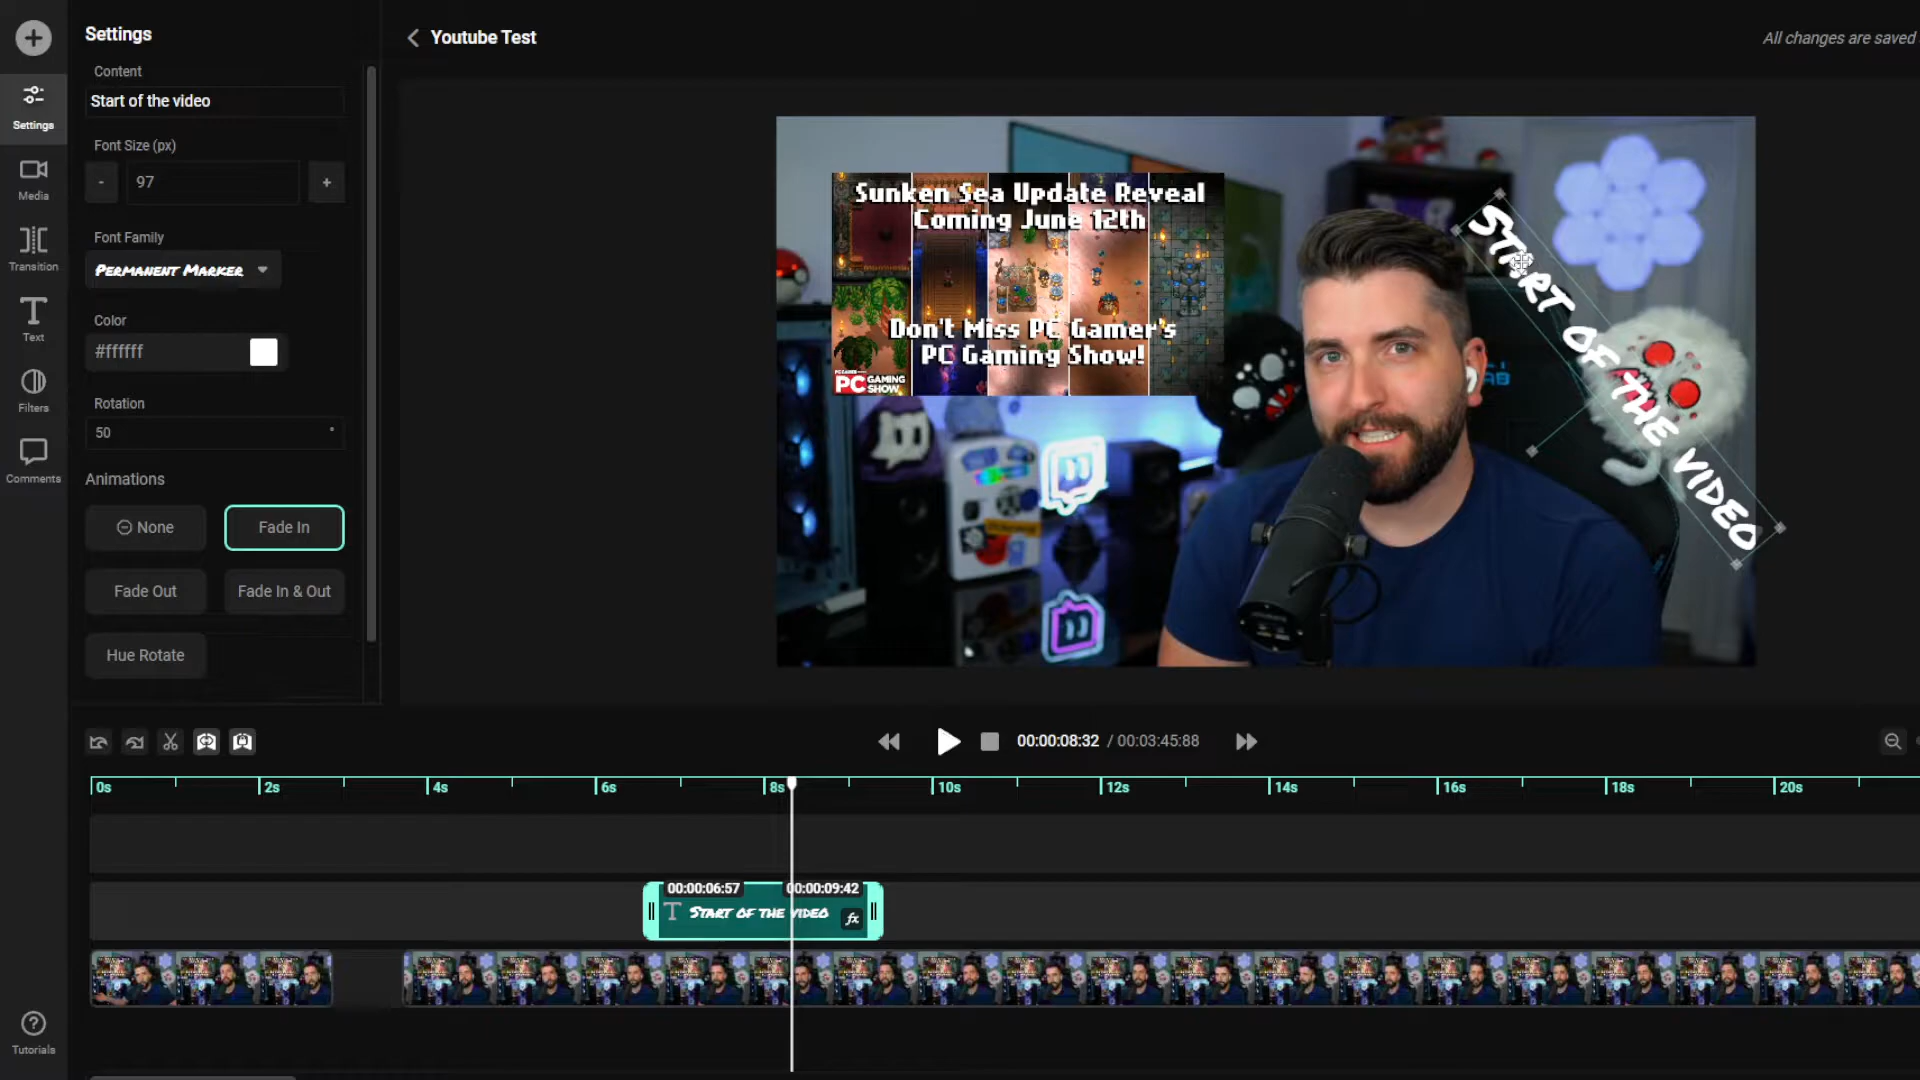 Settings
Content
Start of the video
Font Size (px)
-
97
+
Font Family
PERMANENT MARKER
Color
#ffffff
Rotation
50
°
Animations
None
Fade In
Fade Out
Fade In & Out
Hue Rotate
Settings
Media
Transition
Text
Filters
Comments
Tutorials
Youtube Test
All changes are saved
Sunken Sea Update Reveal
Coming June 12th
Don't Miss PC Gamer's
PC Gaming Show!
PC GAMER
PC GAMING
SHOW
START OF THE VIDEO
00:00:08:32 / 00:03:45:88
0s
2s
4s
6s
8s
10s
12s
14s
16s
18s
20s
00:00:06:57
00:00:09:42
START OF THE VIDEO
fx